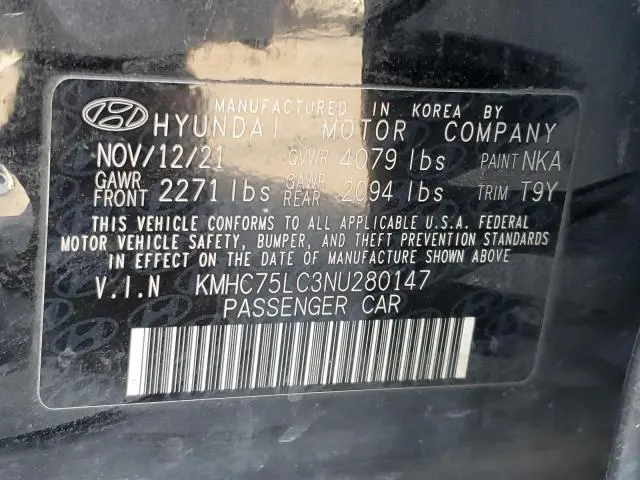 MANUFACTURED IN KOREA BY
HYUNDAI MOTOR COMPANY
NOV/12/21 GVWR 4079 lbs PAINT NKA
GAWR FRONT 2271 lbs GAWR REAR 2094 lbs TRIM T9Y
THIS VEHICLE CONFORMS TO ALL APPLICABLE U.S.A. FEDERAL
MOTOR VEHICLE SAFETY, BUMPER, AND THEFT PREVENTION STANDARDS
IN EFFECT ON THE DATE OF MANUFACTURE SHOWN ABOVE
V.I.N KMHC75LC3NU280147
PASSENGER CAR